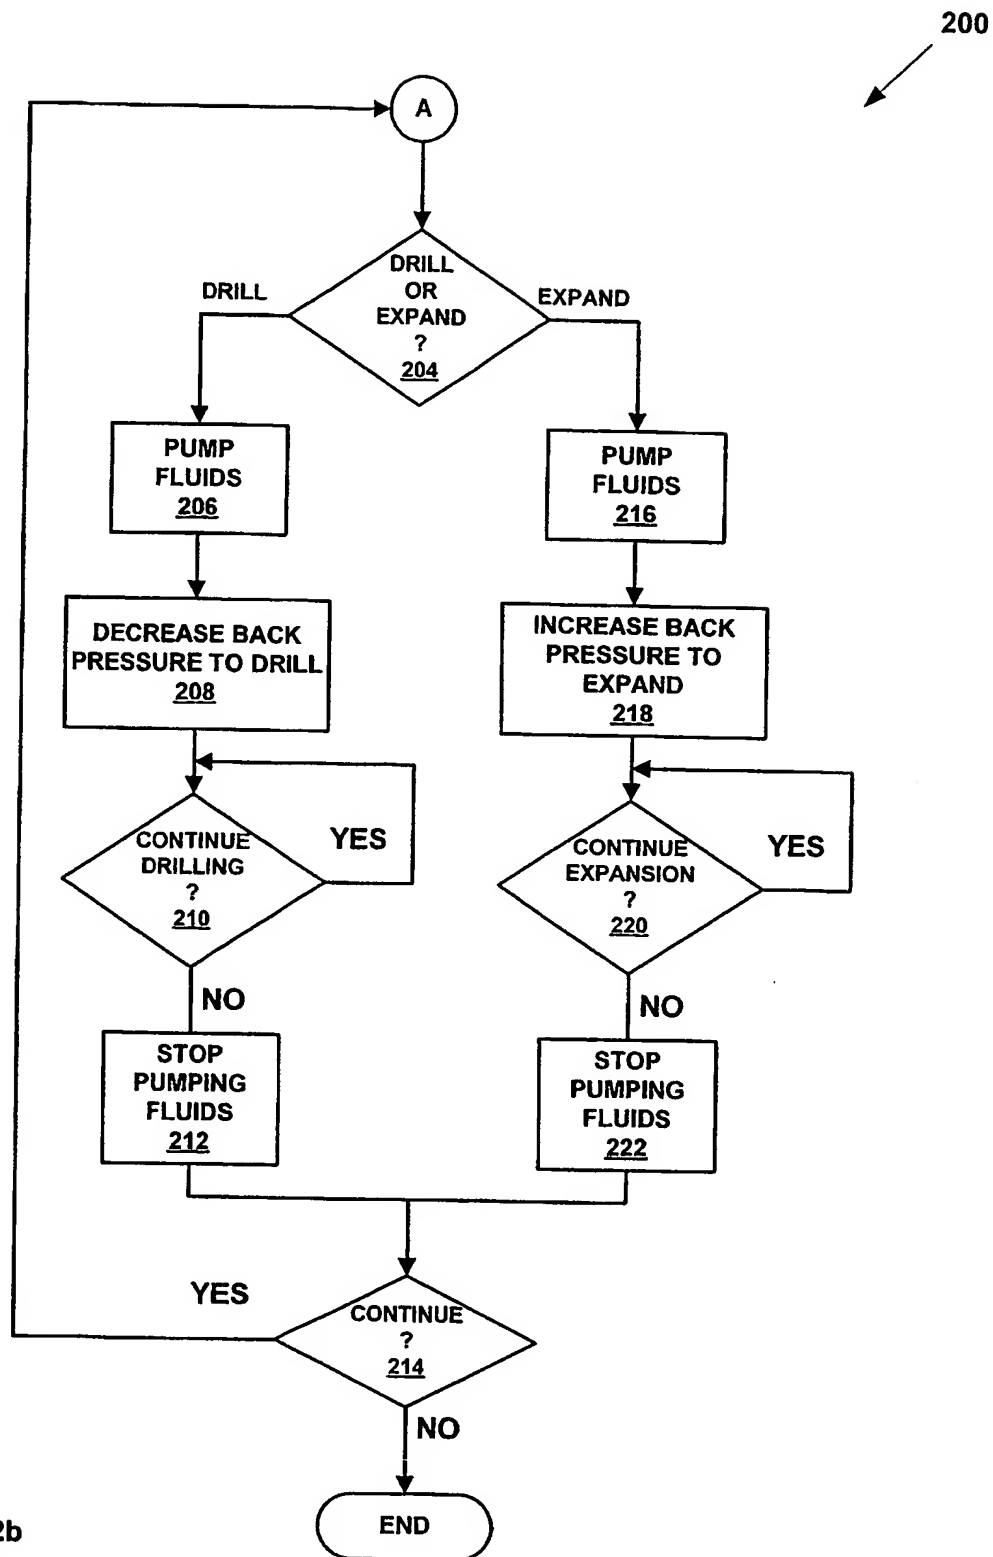 200
A
DRILL
OR
EXPAND
?
204
DRILL
EXPAND
PUMP
FLUIDS
206
PUMP
FLUIDS
216
DECREASE BACK
PRESSURE TO DRILL
208
INCREASE BACK
PRESSURE TO
EXPAND
218
CONTINUE
DRILLING
?
210
YES
CONTINUE
EXPANSION
?
220
YES
NO
NO
STOP
PUMPING
FLUIDS
212
STOP
PUMPING
FLUIDS
222
YES
CONTINUE
?
214
NO
END
2b